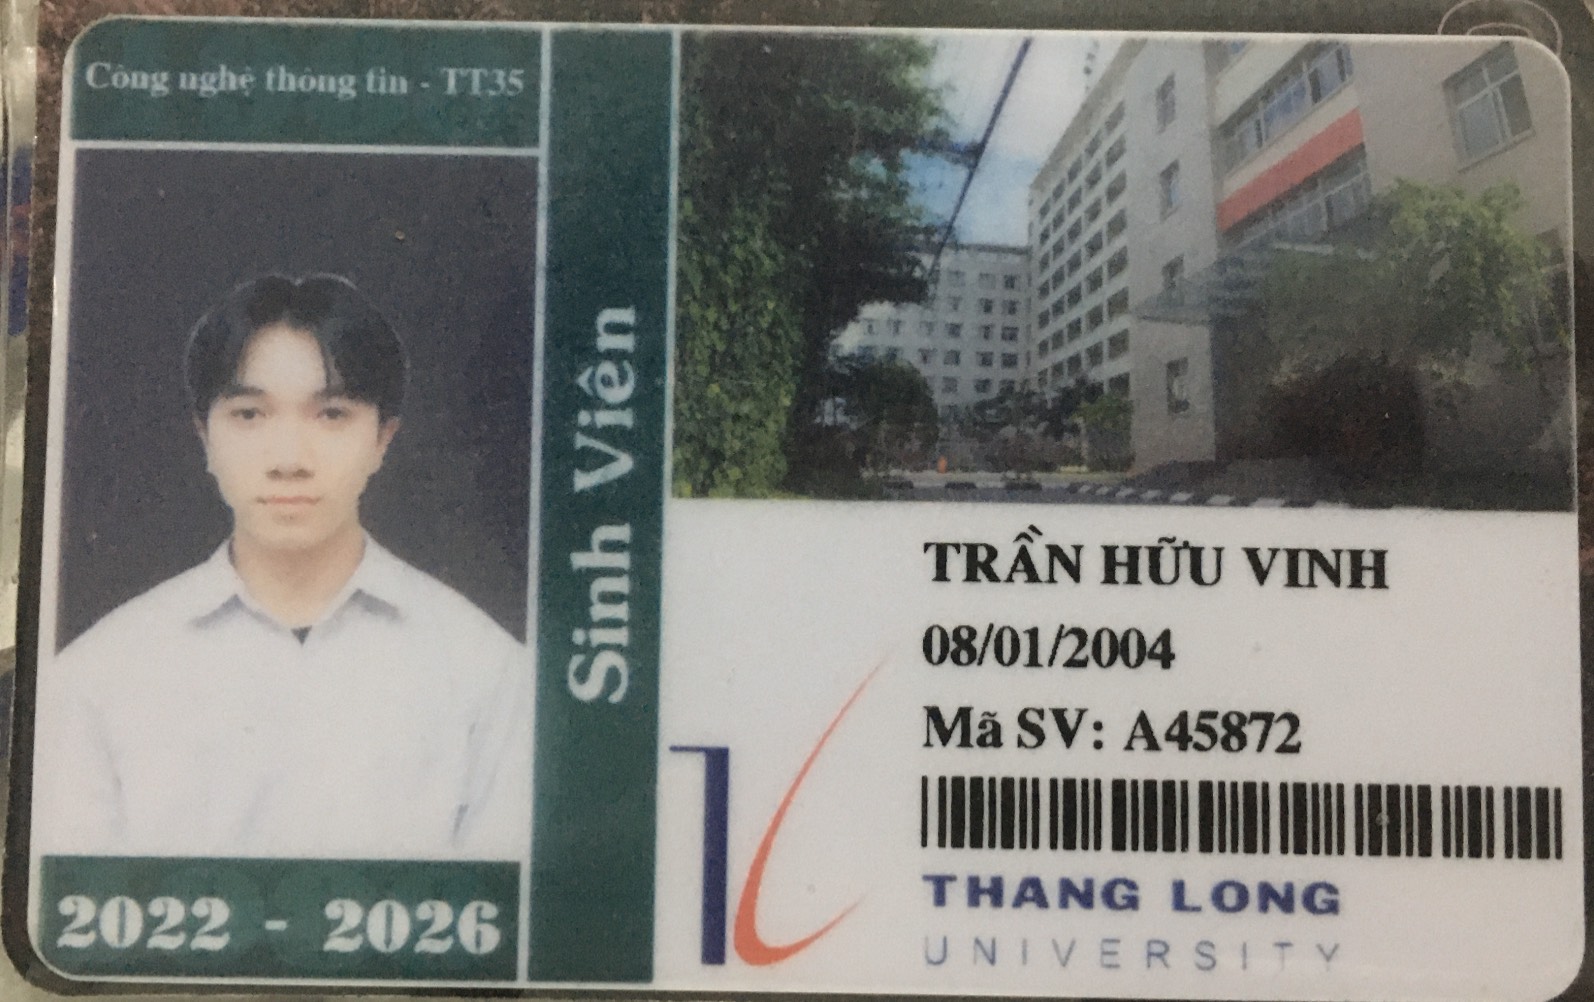 Công nghệ thông tin - TT35
Sinh Viên
2022 - 2026
TRẦN HỮU VINH
08/01/2004
Mã SV: A45872
THANG LONG
UNIVERSITY